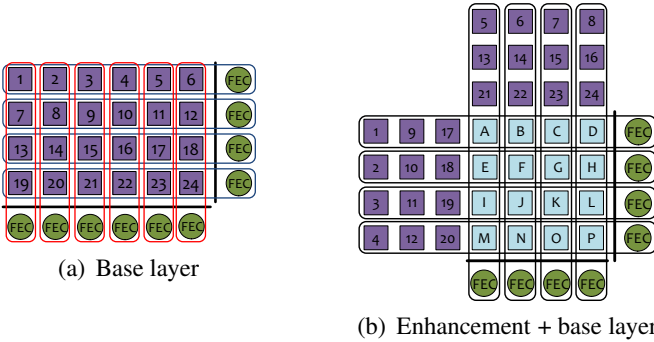 1 2 3 4 5 6 FEC
7 8 9 10 11 12 FEC
13 14 15 16 17 18 FEC
19 20 21 22 23 24 FEC
FEC FEC FEC FEC FEC FEC
(a) Base layer
5 6 7 8
13 14 15 16
21 22 23 24
1 9 17 A B C D FEC
2 10 18 E F G H FEC
3 11 19 I J K L FEC
4 12 20 M N O P FEC
FEC FEC FEC FEC
(b) Enhancement + base layer